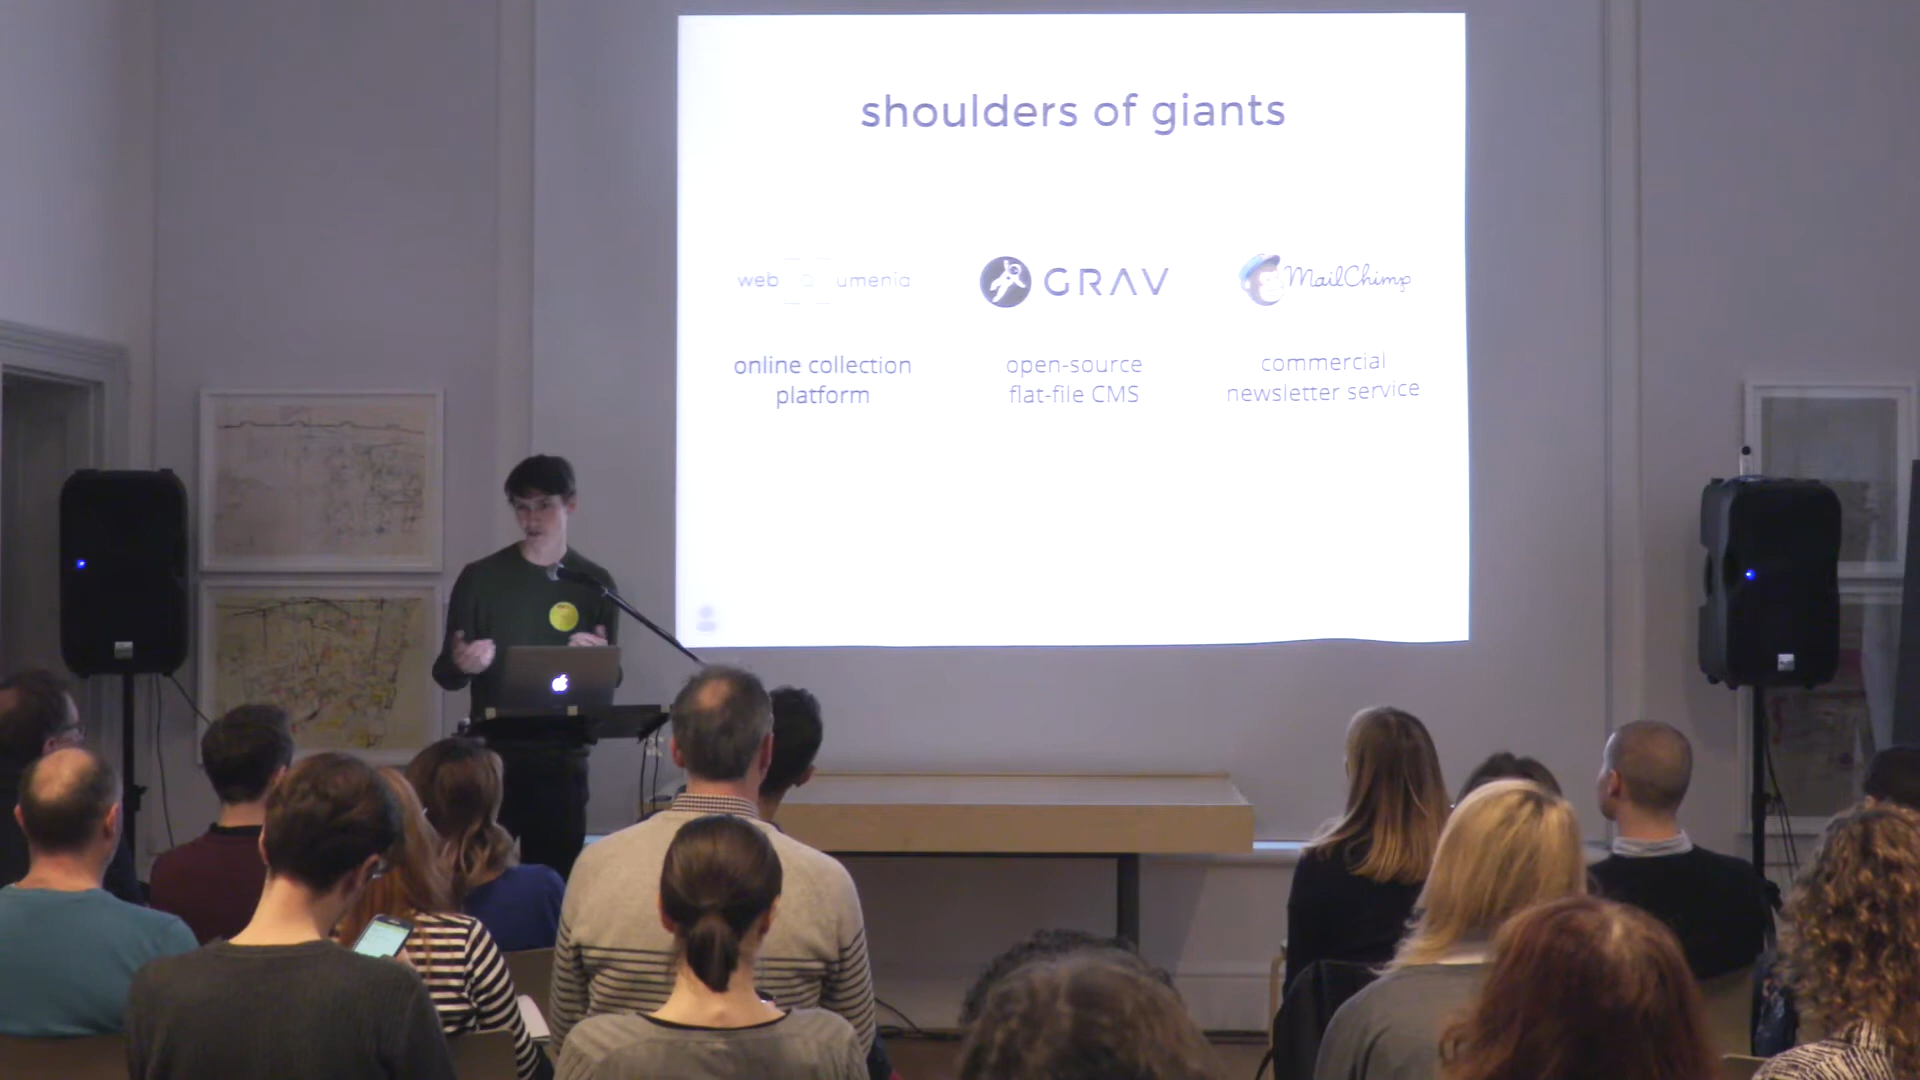 shoulders of giants
web umenia
GRAV
MailChimp
online collection
platform
open-source
flat-file CMS
commercial
newsletter service